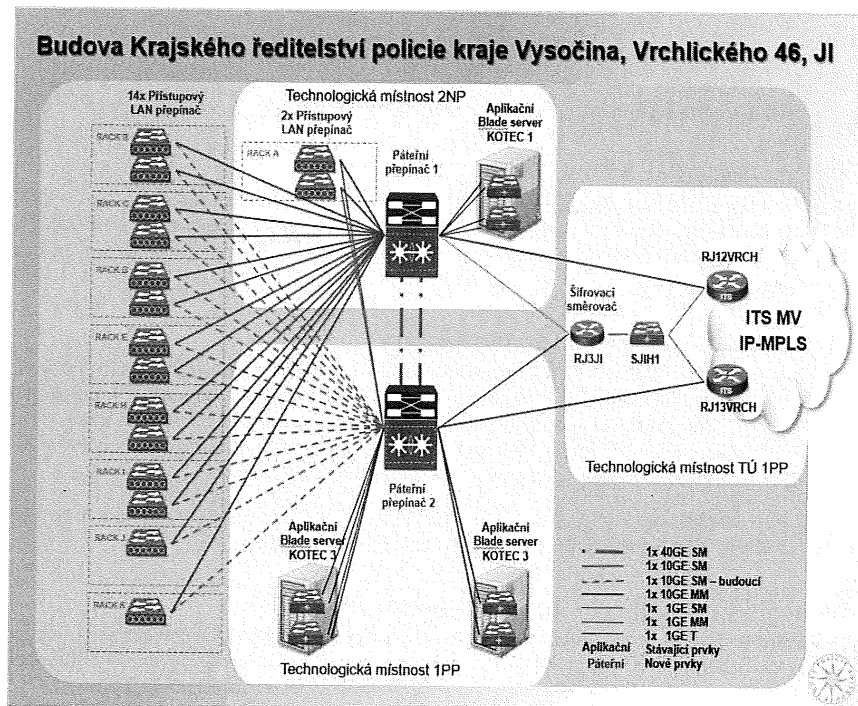 Budova Krajského ředitelství policie kraje Vysočina, Vrchlického 46, JI
14x Přístupový
LAN přepínač
RACK B
RACK C
RACK D
RACK E
RACK H
RACK I
RACK J
RACK K
Technologická místnost 2NP
2x Přístupový
LAN přepínač
RACK A
Páteřní
přepínač 1
Aplikační
Blade server
KOTEC 1
Šifrovací
směrovač
RJ3JI
SJIH1
RJ12VRCH
ITS
ITS MV
IP-MPLS
ITS
RJ13VRCH
Technologická místnost TÚ 1PP
Páteřní
přepínač 2
Aplikační
Blade server
KOTEC 3
Aplikační
Blade server
KOTEC 3
Technologická místnost 1PP
1x 40GE SM
1x 10GE SM
1x 10GE SM – budoucí
1x 10GE MM
1x 1GE SM
1x 1GE MM
1x 1GE T
Aplikační Stávající prvky
Páteřní Nové prvky